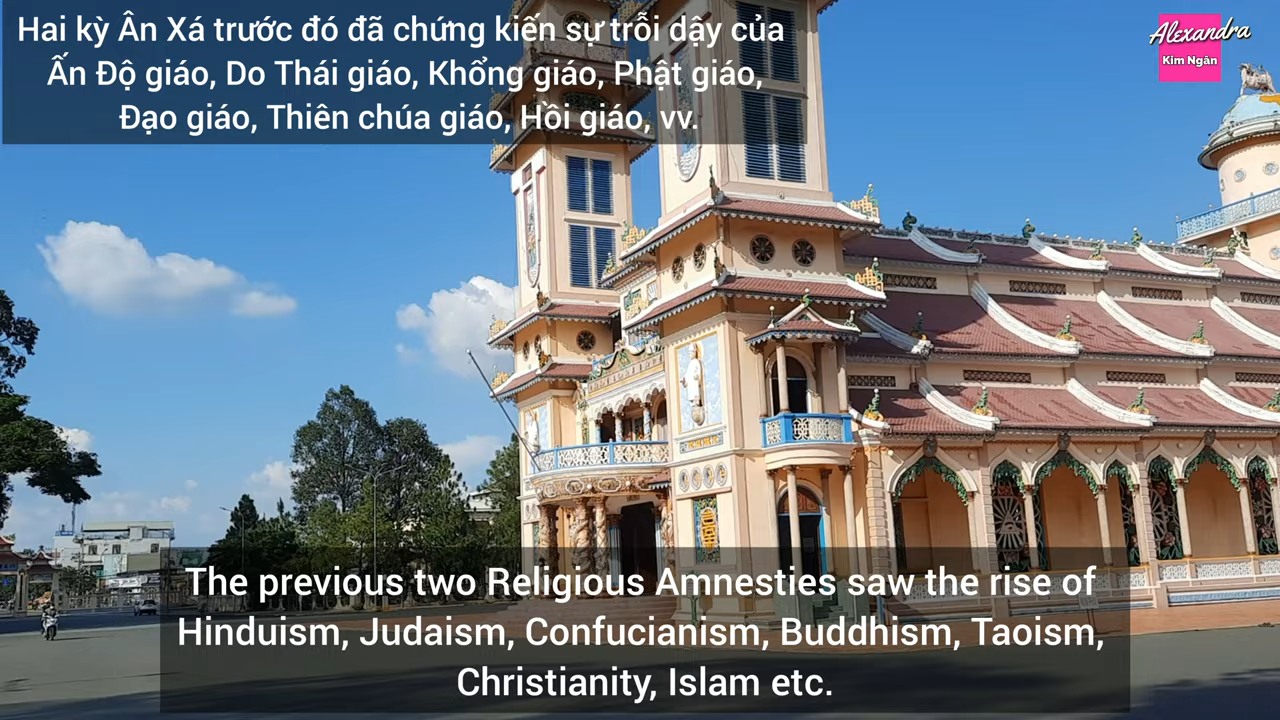 Hai kỳ Ân Xá trước đó đã chứng kiến sự trỗi dậy của
Ấn Độ giáo, Do Thái giáo, Khổng giáo, Phật giáo,
Đạo giáo, Thiên chúa giáo, Hồi giáo, vv.
Alexandra
Kim Ngân
The previous two Religious Amnesties saw the rise of
Hinduism, Judaism, Confucianism, Buddhism, Taoism,
Christianity, Islam etc.